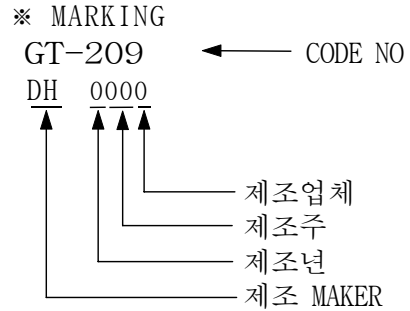 ※ MARKING
GT-209 CODE NO
DH 0000
제조업체
제조주
제조년
제조 MAKER